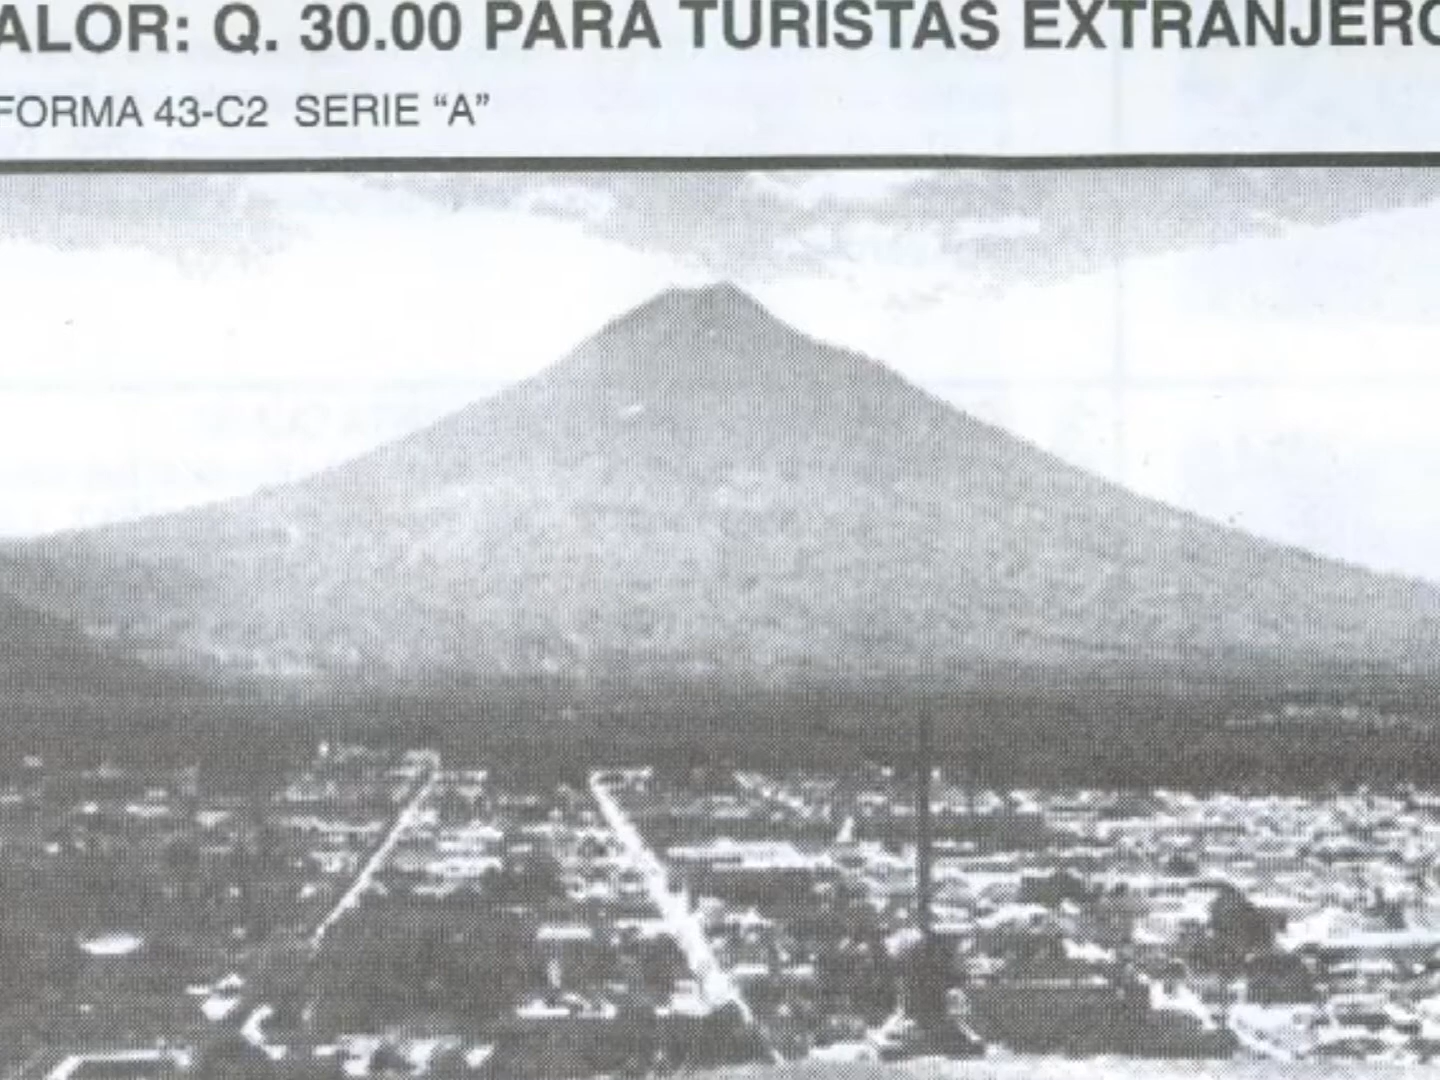 ALOR: Q. 30.00 PARA TURISTAS EXTRANJERO
FORMA 43-C2 SERIE “A”